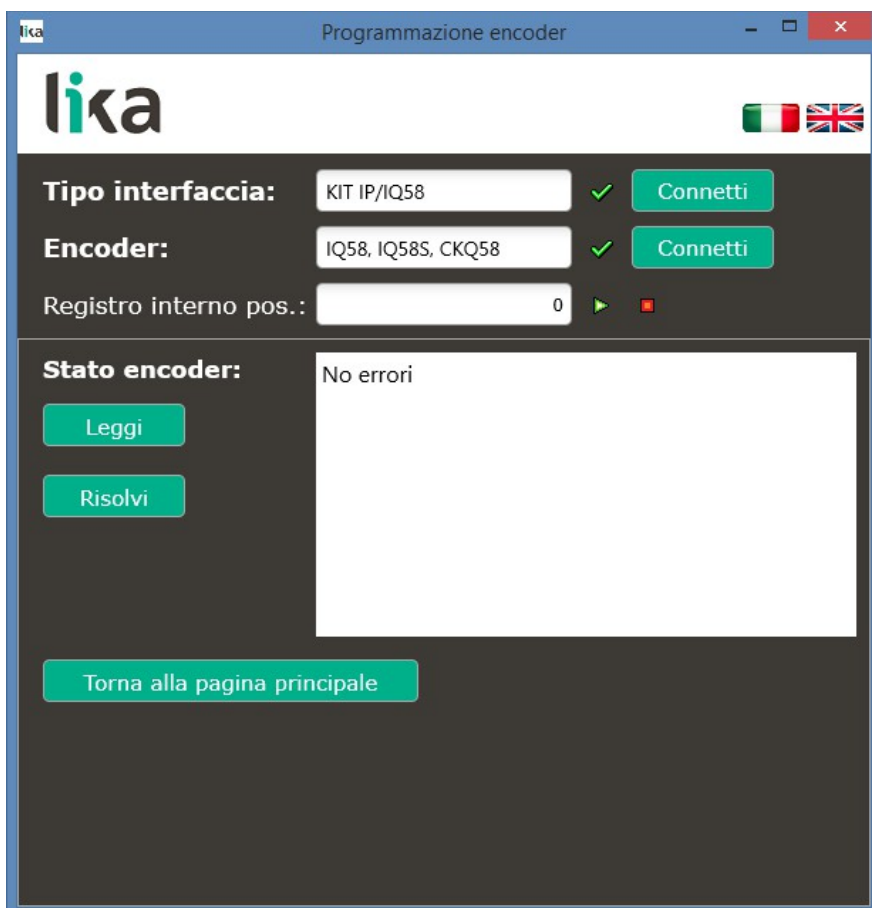 lika
Programmazione encoder
lika
Tipo interfaccia: KIT IP/IQ58 Connetti
Encoder: IQ58, IQ58S, CKQ58 Connetti
Registro interno pos.: 0
Stato encoder: No errori
Leggi
Risolvi
Torna alla pagina principale